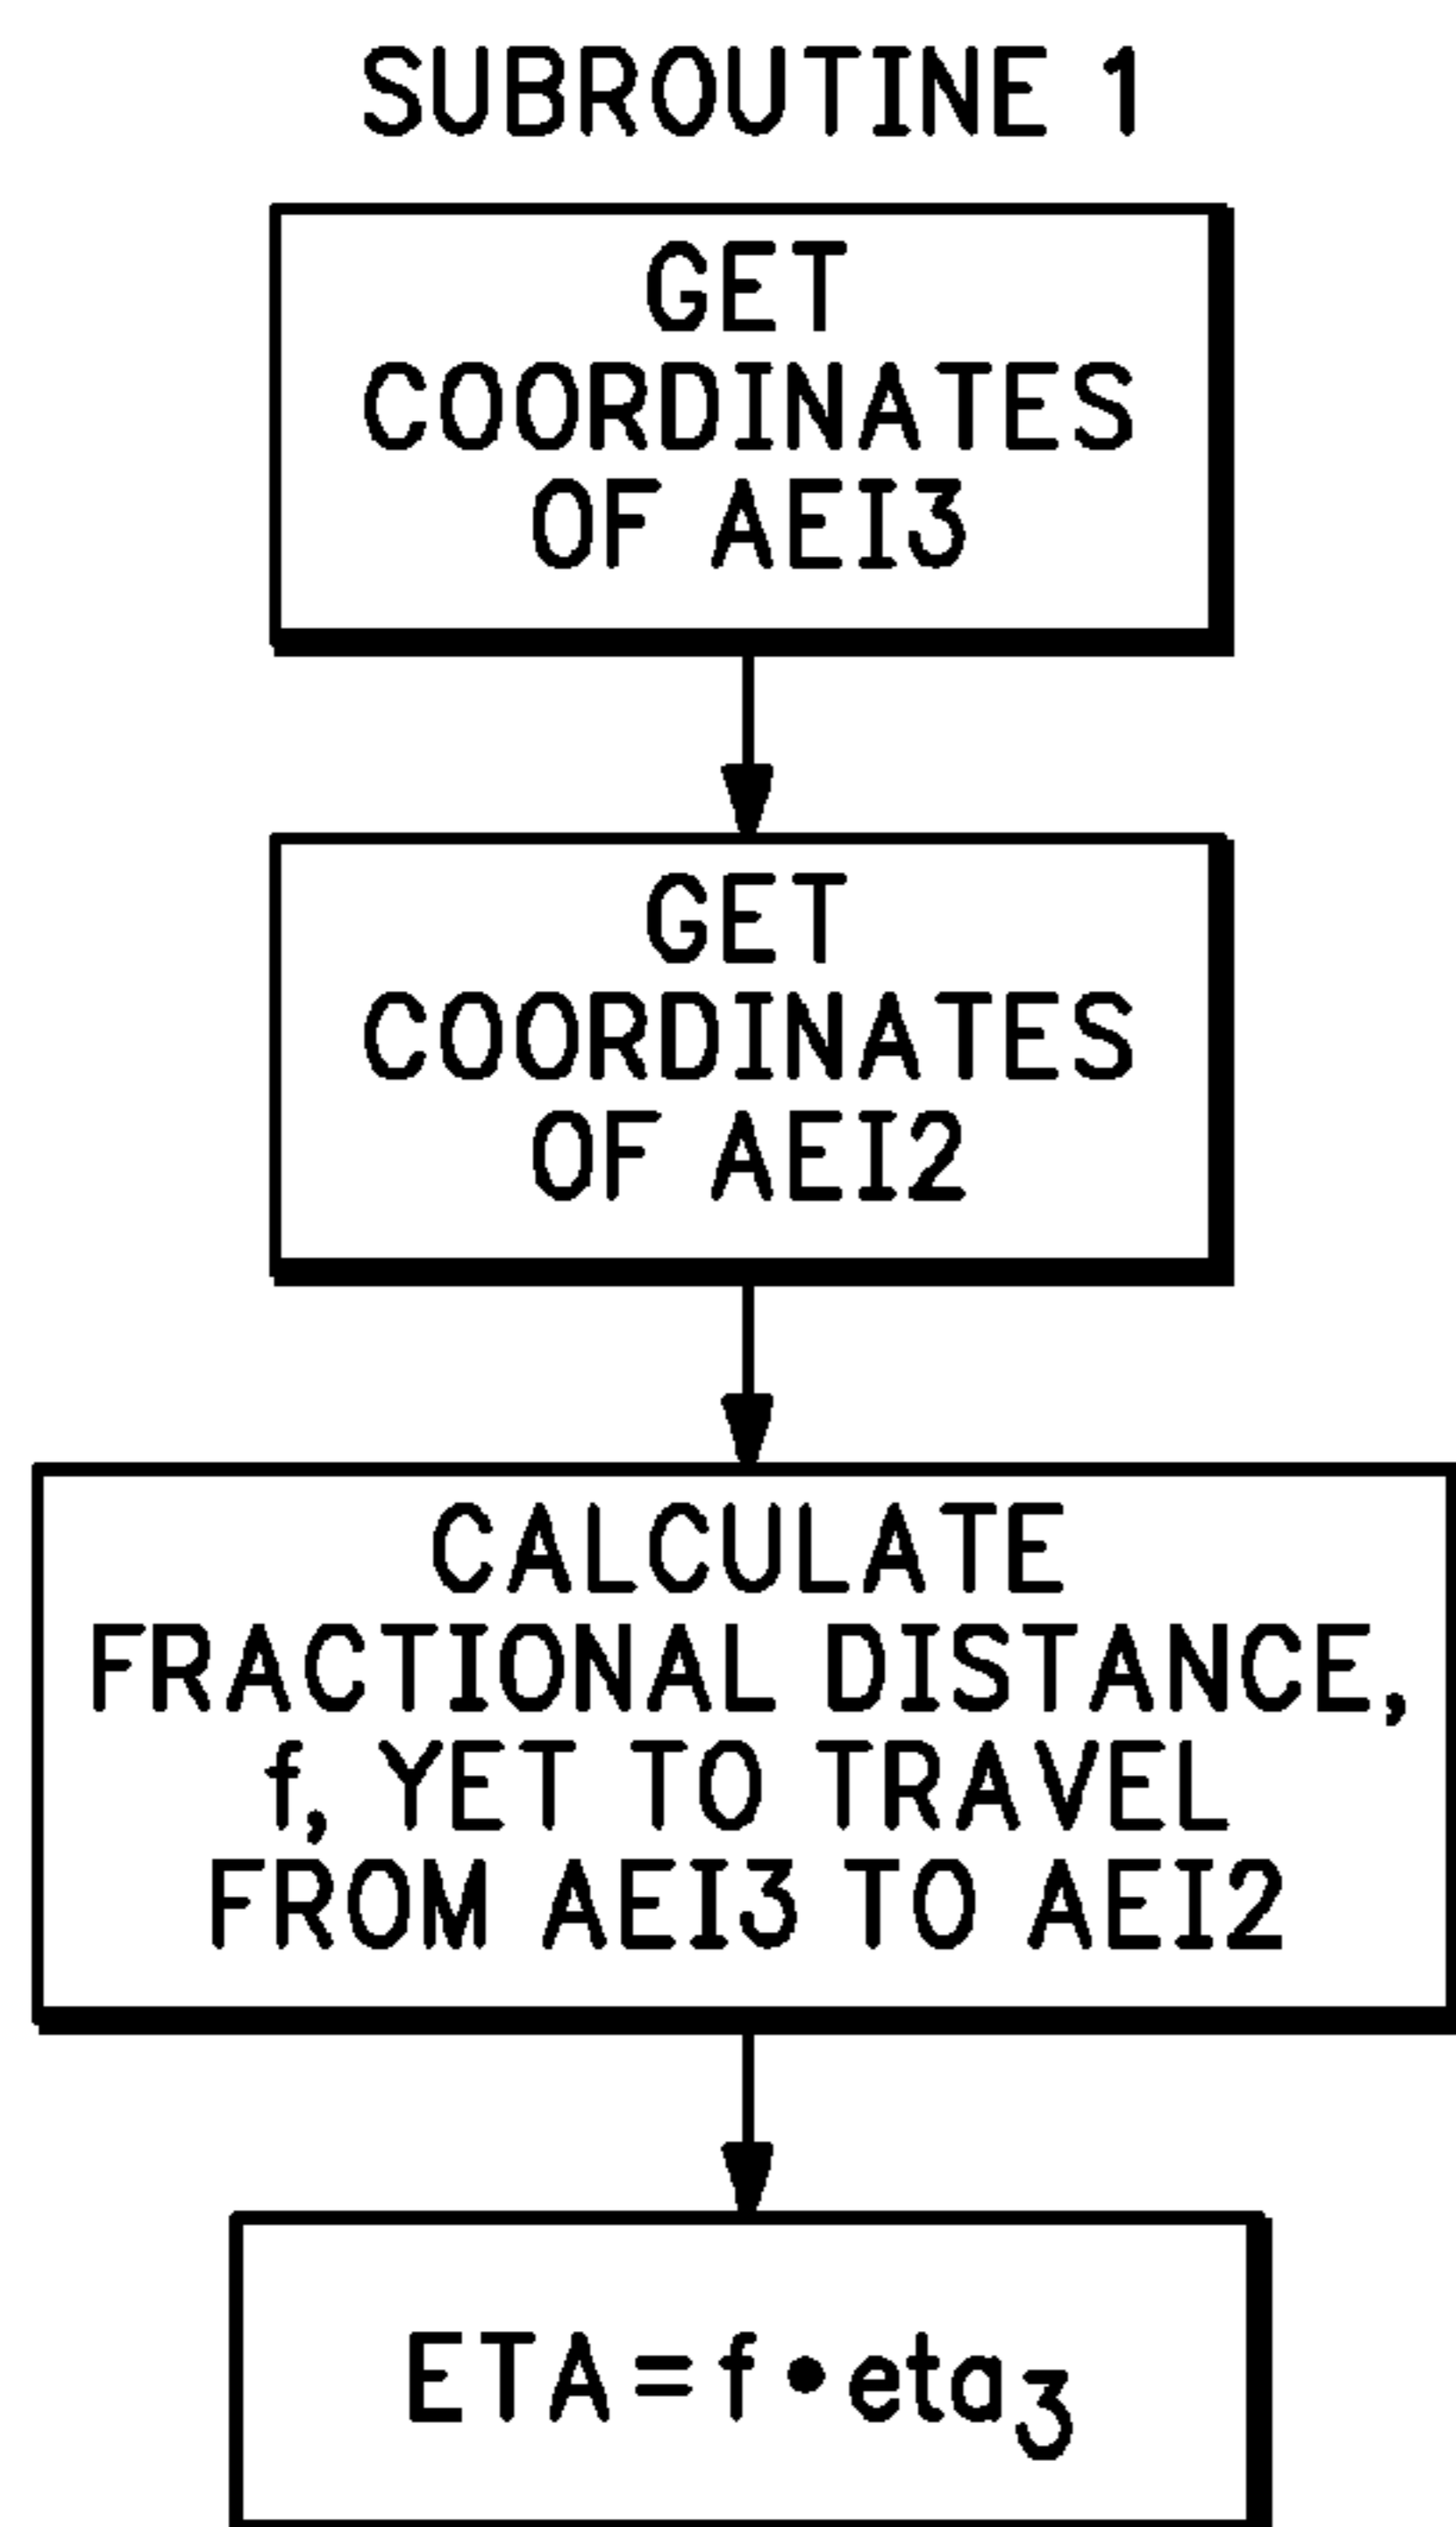 SUBROUTINE 1
GET
COORDINATES
OF AEI3
GET
COORDINATES
OF AEI2
CALCULATE
FRACTIONAL DISTANCE,
f, YET TO TRAVEL
FROM AEI3 TO AEI2
ETA=f•eta₃